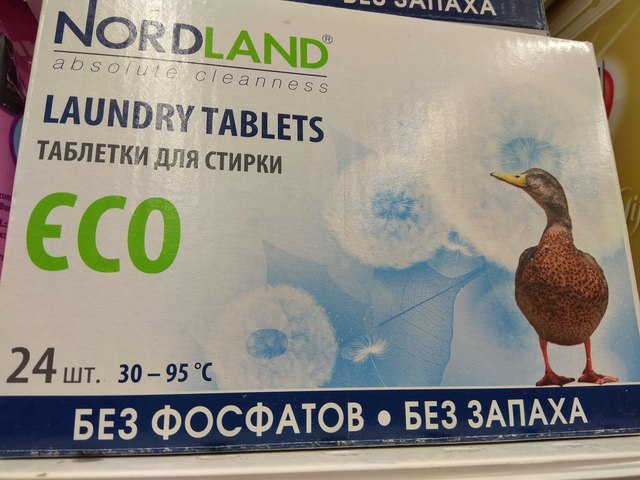 БЕЗ ЗАПАХА
NORDLAND®
absolute cleanness
LAUNDRY TABLETS
ТАБЛЕТКИ ДЛЯ СТИРКИ
ECO
24 шт. 30 – 95 °C
БЕЗ ФОСФАТОВ • БЕЗ ЗАПАХА